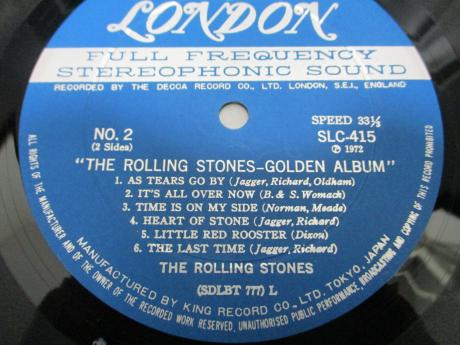 LONDON
FULL FREQUENCY
STEREOPHONIC SOUND
RECORDED BY THE DECCA RECORD CO., LTD. LONDON, S.E.I., ENGLAND
SPEED 33⅓
NO. 2
(2 Sides)
SLC-415
℗ 1972
"THE ROLLING STONES-GOLDEN ALBUM"
1. AS TEARS GO BY (Jagger, Richard, Oldham)
2. IT'S ALL OVER NOW (B. & S. Womack)
3. TIME IS ON MY SIDE (Norman, Meade)
4. HEART OF STONE (Jagger, Richard)
5. LITTLE RED ROOSTER (Dixon)
6. THE LAST TIME (Jagger, Richard)
THE ROLLING STONES
(SDLBT 777) L
MANUFACTURED BY KING RECORD CO., LTD. TOKYO, JAPAN
ALL RIGHTS OF THE MANUFACTURER AND OF THE OWNER OF THE RECORDED WORK RESERVED, UNAUTHORISED PUBLIC PERFORMANCE, BROADCASTING AND COPYING OF THIS RECORD PROHIBITED